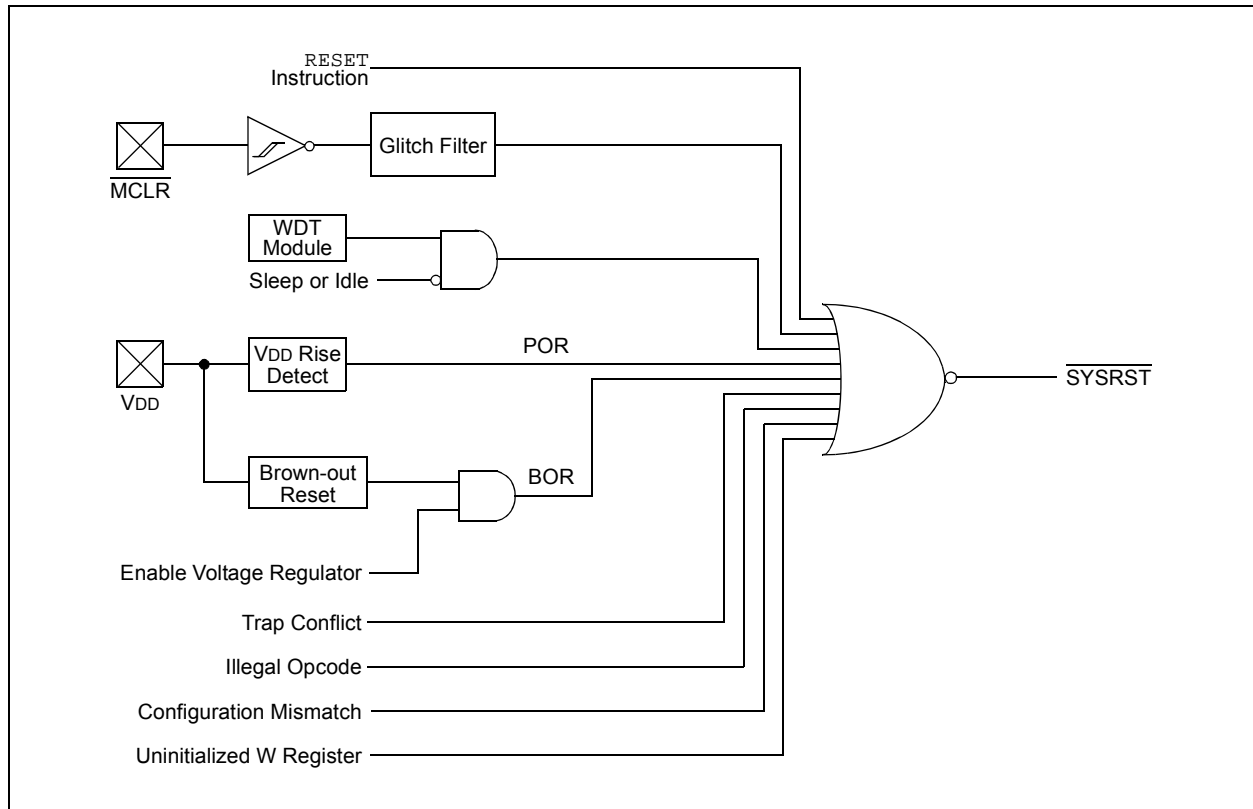 RESET
Instruction
Glitch Filter
MCLR
WDT
Module
Sleep or Idle
VDD Rise
Detect
POR
VDD
SYSRST
Brown-out
Reset
BOR
Enable Voltage Regulator
Trap Conflict
Illegal Opcode
Configuration Mismatch
Uninitialized W Register